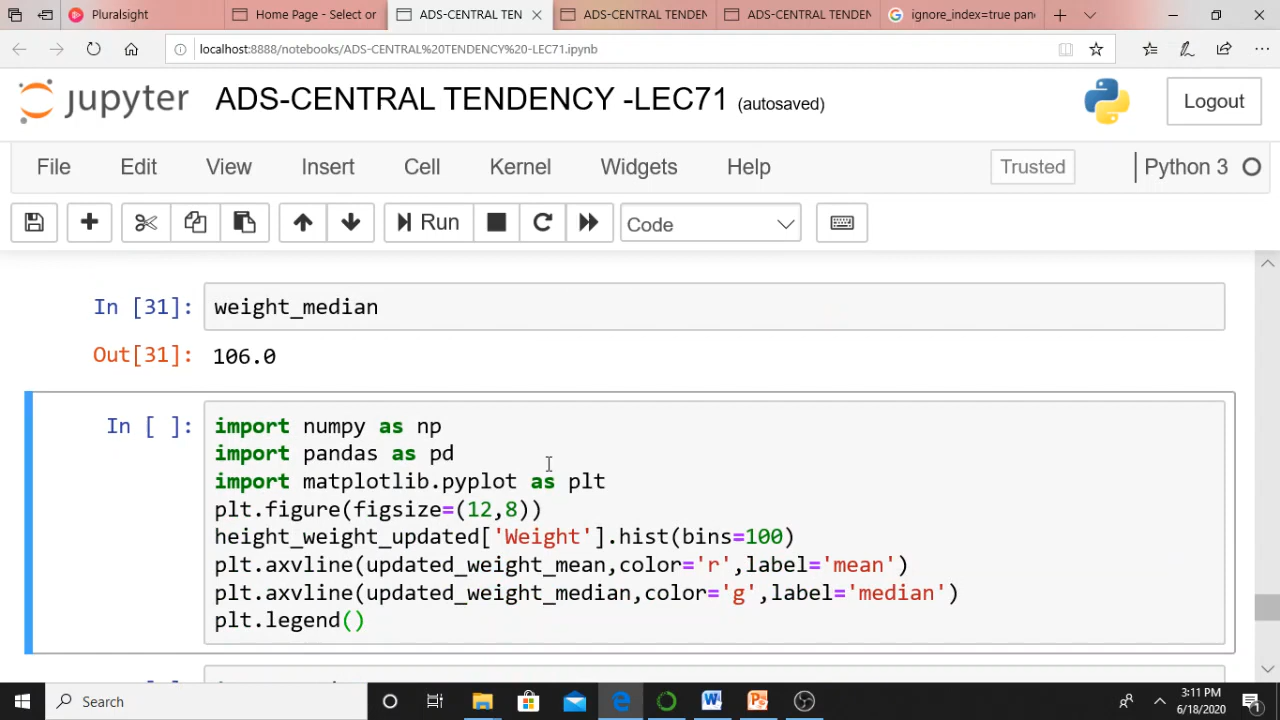 Pluralsight
Home Page - Select or
ADS-CENTRAL TEN
ADS-CENTRAL TENDEN
ADS-CENTRAL TENDEN
ignore_index=true pan
localhost:8888/notebooks/ADS-CENTRAL%20TENDENCY%20-LEC71.ipynb
jupyter ADS-CENTRAL TENDENCY -LEC71 (autosaved) Logout
File Edit View Insert Cell Kernel Widgets Help Trusted Python 3
Run Code
In [31]: weight_median
Out[31]: 106.0
In [ ]: import numpy as np
import pandas as pd
import matplotlib.pyplot as plt
plt.figure(figsize=(12,8))
height_weight_updated['Weight'].hist(bins=100)
plt.axvline(updated_weight_mean,color='r',label='mean')
plt.axvline(updated_weight_median,color='g',label='median')
plt.legend()
Search
3:11 PM
6/18/2020